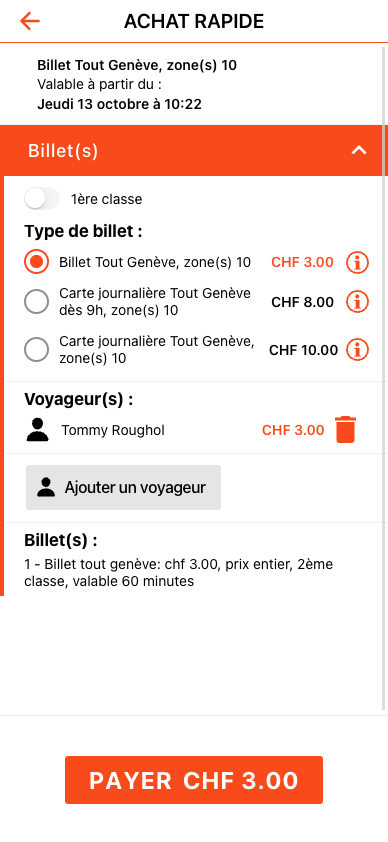 ACHAT RAPIDE
Billet Tout Genève, zone(s) 10
Valable à partir du :
Jeudi 13 octobre à 10:22
Billet(s)
1ère classe
Type de billet :
Billet Tout Genève, zone(s) 10 CHF 3.00
Carte journalière Tout Genève
dès 9h, zone(s) 10 CHF 8.00
Carte journalière Tout Genève,
zone(s) 10 CHF 10.00
Voyageur(s) :
Tommy Roughol CHF 3.00
Ajouter un voyageur
Billet(s) :
1 - Billet tout genève: chf 3.00, prix entier, 2ème
classe, valable 60 minutes
PAYER CHF 3.00